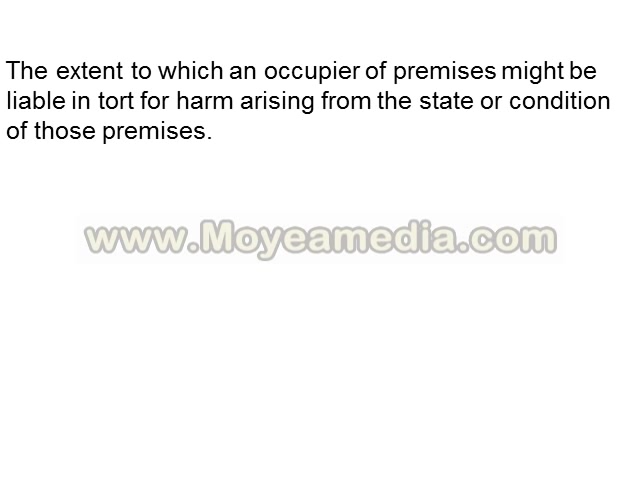 The extent to which an occupier of premises might be
liable in tort for harm arising from the state or condition
of those premises.
www.Moyeamedia.com